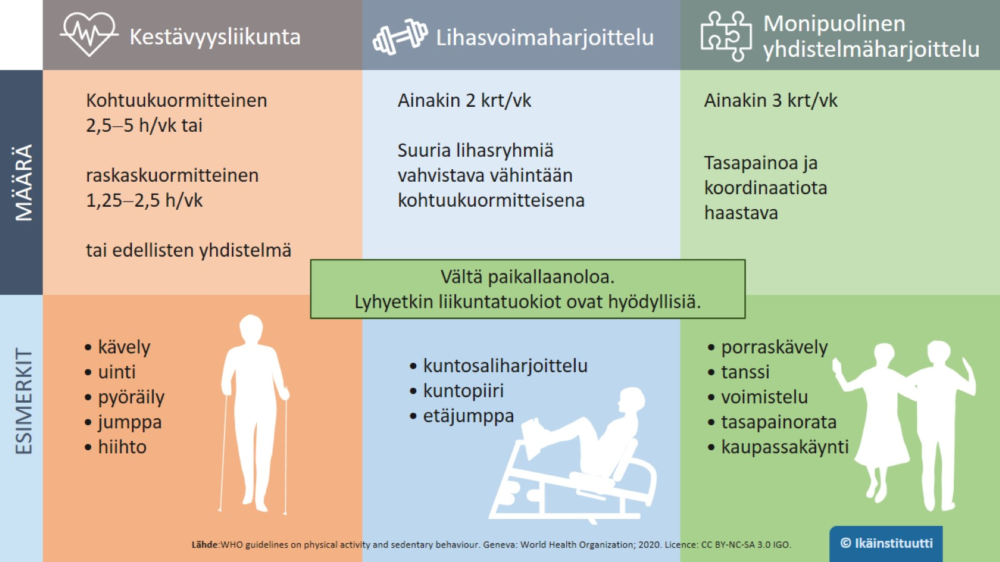 Kestävyysliikunta
Lihasvoimaharjoittelu
Monipuolinen
yhdistelmäharjoittelu
MÄÄRÄ
Kohtuukuormitteinen
2,5–5 h/vk tai
raskaskuormitteinen
1,25–2,5 h/vk
tai edellisten yhdistelmä
Ainakin 2 krt/vk
Suuria lihasryhmiä
vahvistava vähintään
kohtuukuormitteisena
Ainakin 3 krt/vk
Tasapainoa ja
koordinaatiota
haastava
Vältä paikallaanoloa.
Lyhyetkin liikuntatuokiot ovat hyödyllisiä.
ESIMERKIT
• kävely
• uinti
• pyöräily
• jumppa
• hiihto
• kuntosaliharjoittelu
• kuntopiiri
• etäjumppa
• porraskävely
• tanssi
• voimistelu
• tasapainorata
• kaupassakäynti
Lähde:WHO guidelines on physical activity and sedentary behaviour. Geneva: World Health Organization; 2020. Licence: CC BY-NC-SA 3.0 IGO.
© Ikäinstituutti